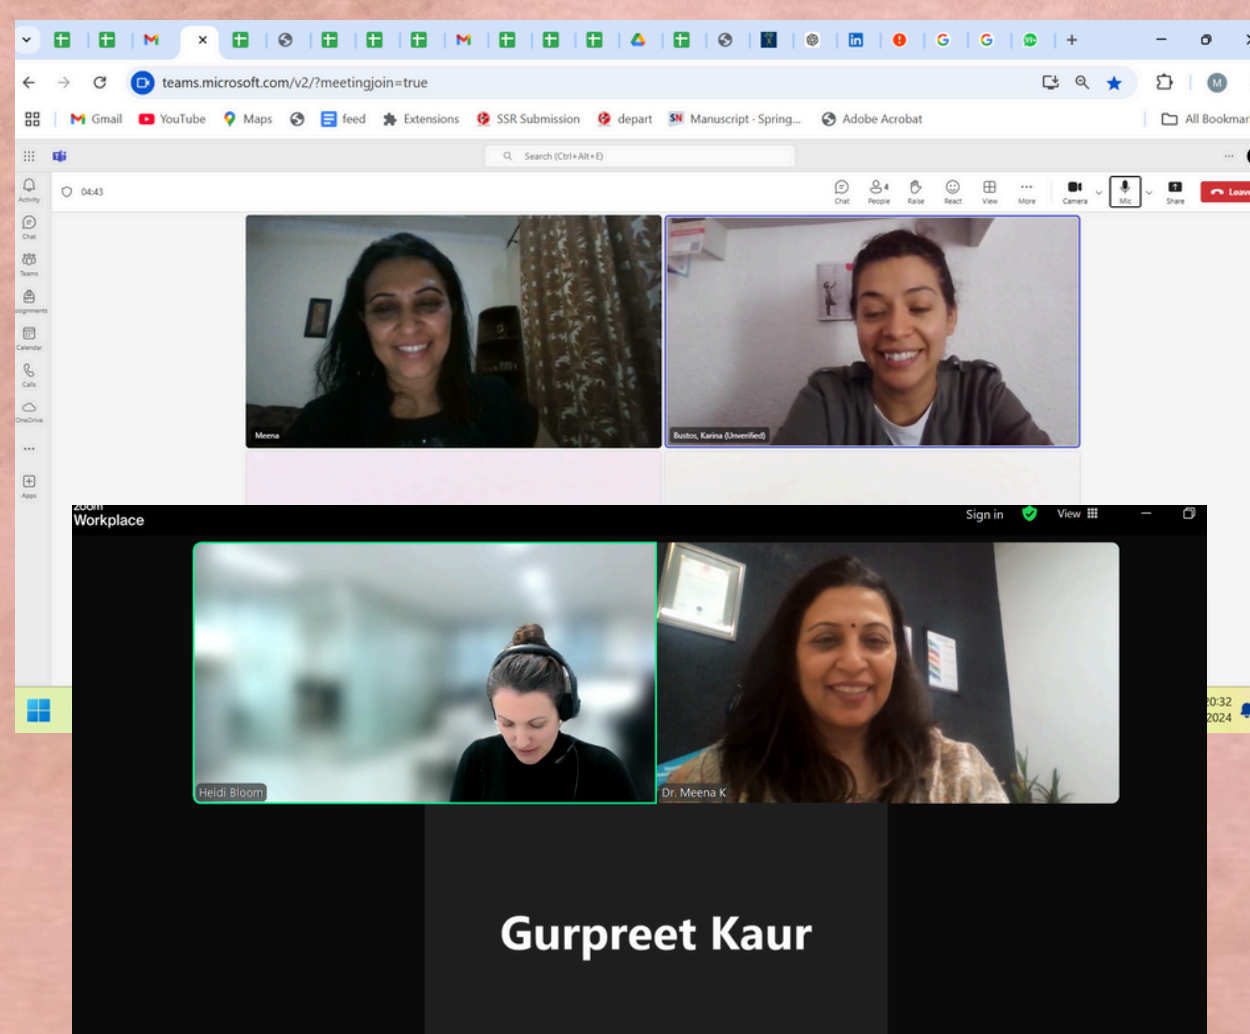 teams.microsoft.com/v2/?meetingjoin=true
M
Gmail YouTube Maps feed Extensions SSR Submission depart Manuscript - Spring... Adobe Acrobat All Bookmar
Search (Ctrl+Alt+E)
04:43
4
Chat People Raise React View More Camera Mic Share Leave
Activity
Chat
Teams
ssignments
Calendar
Calls
OneDrive
Apps
Meena
Bustos, Karina (Unverified)
zoom
Workplace
Sign in View
Heidi Bloom
Dr. Meena K
20:32
2024
Gurpreet Kaur